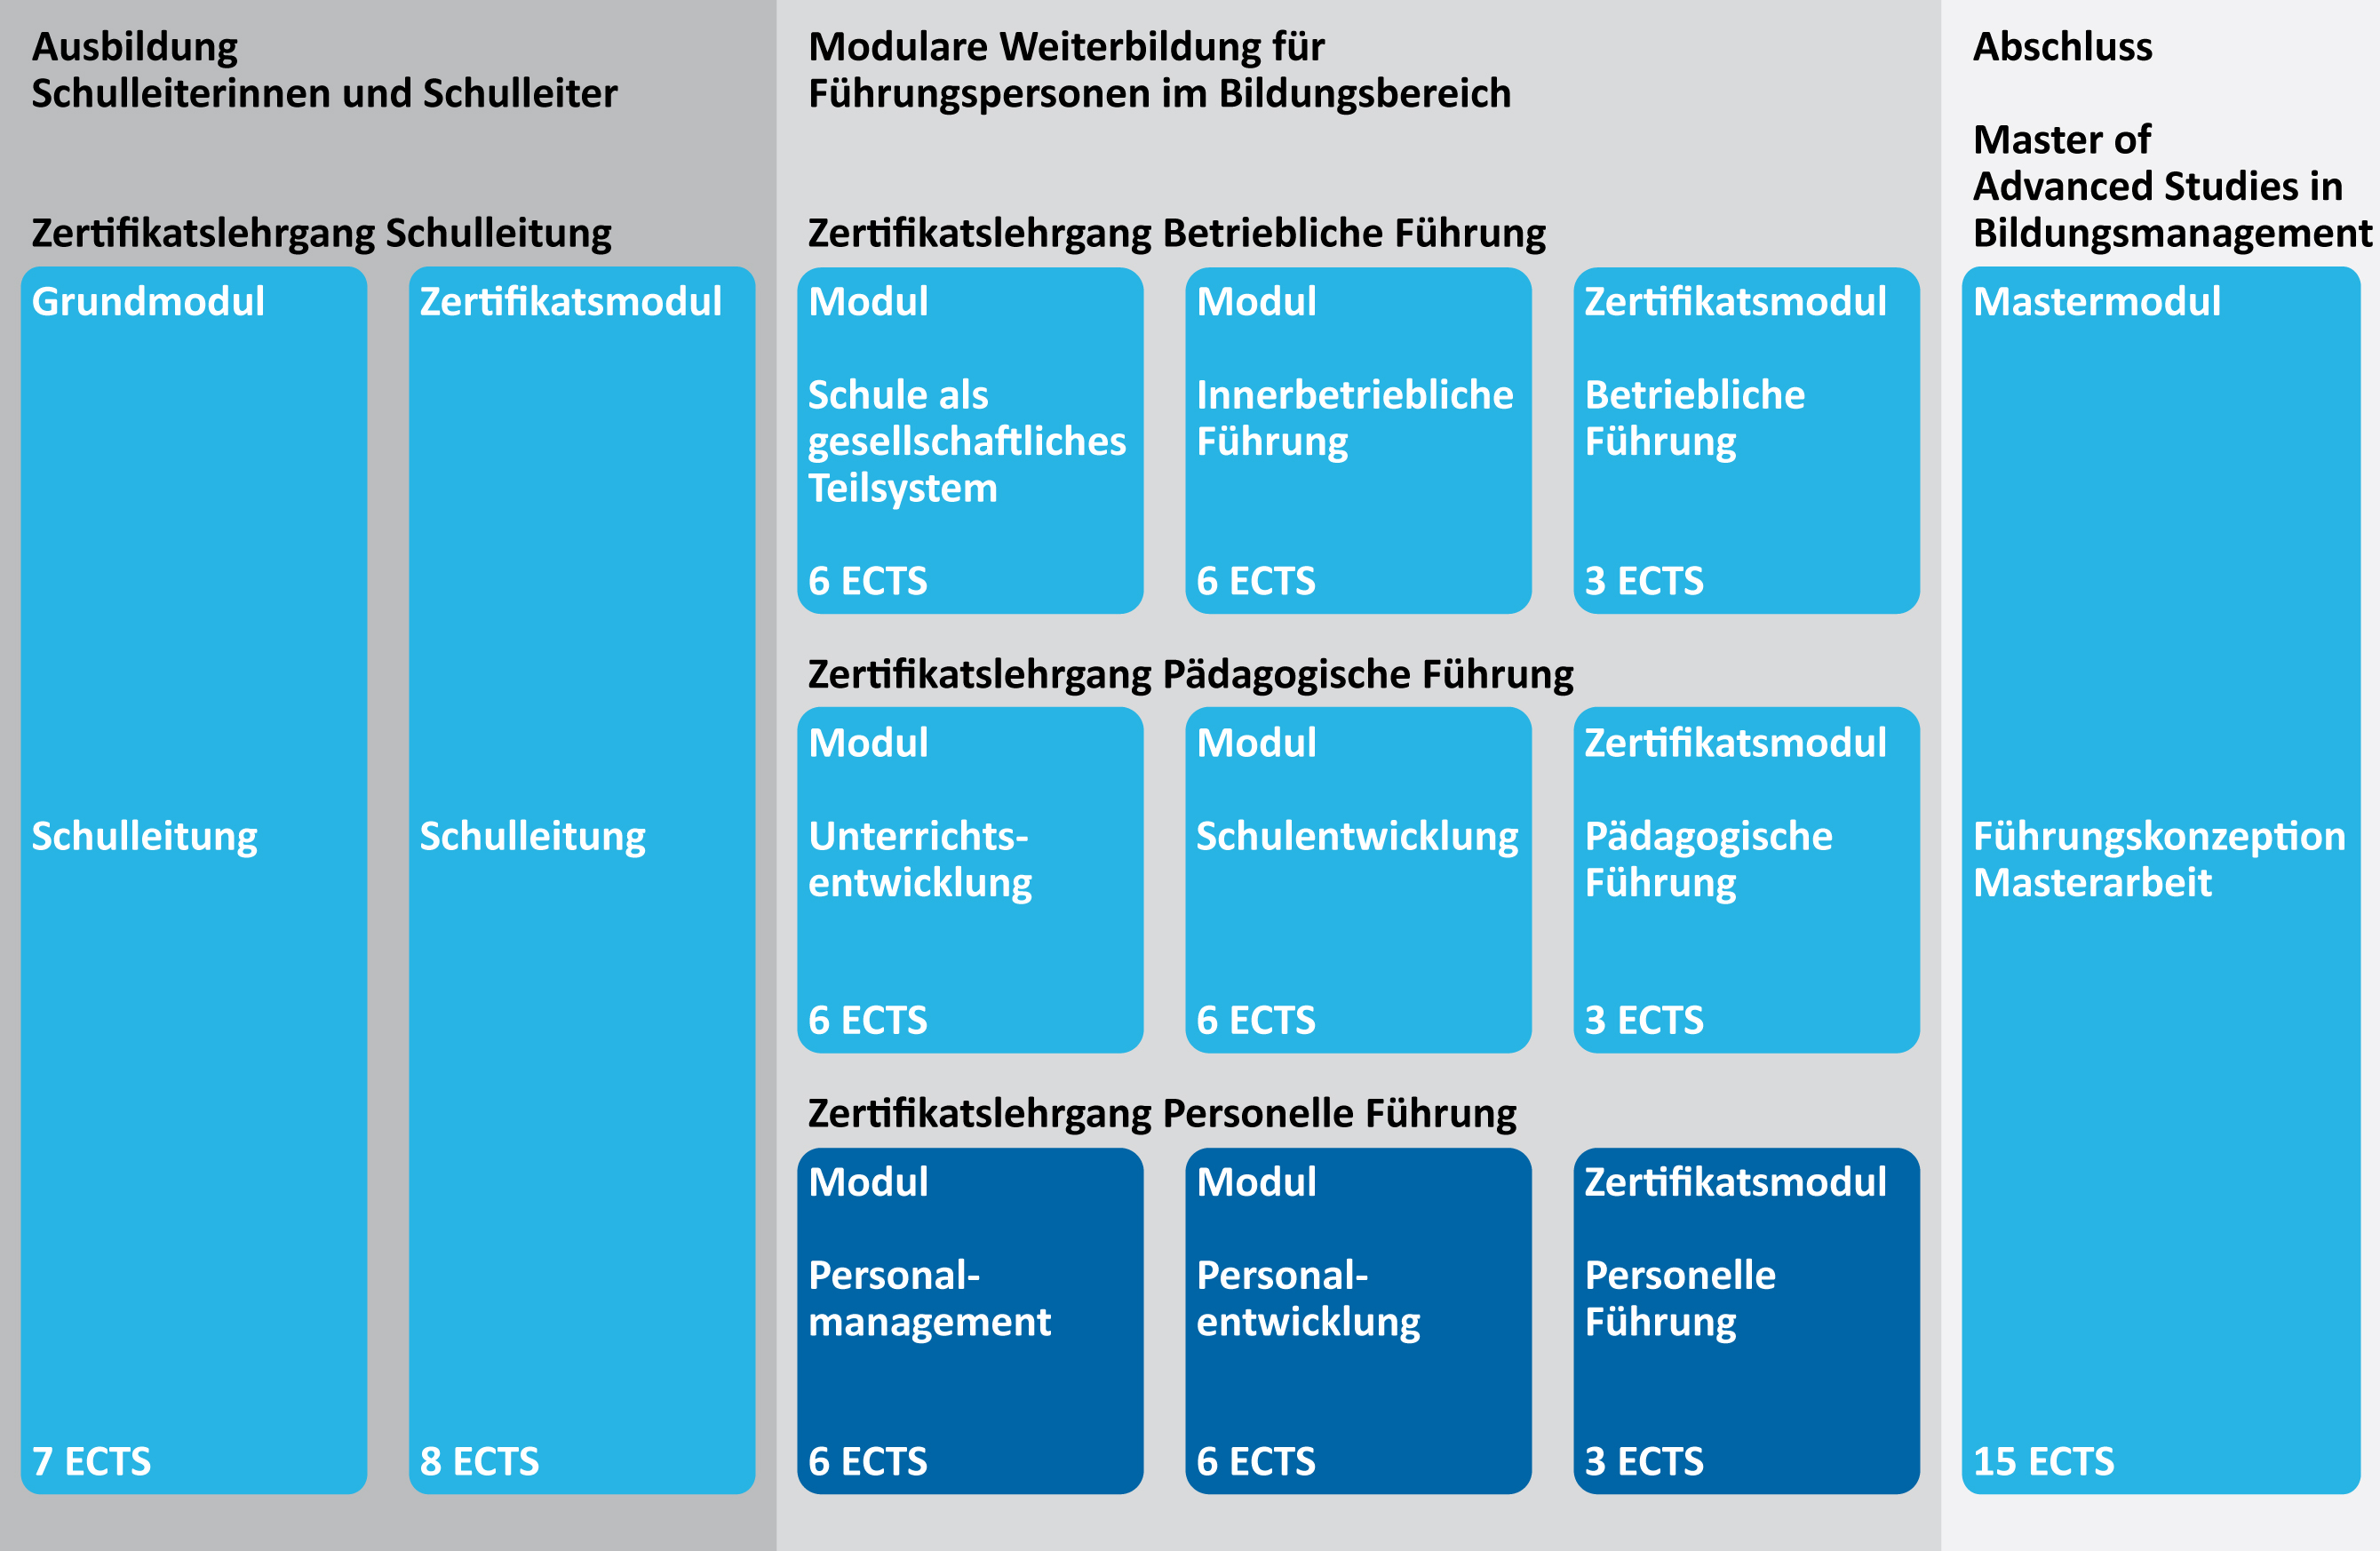 Ausbildung
Schulleiterinnen und Schulleiter
Zertifikatslehrgang Schulleitung
Grundmodul
Schulleitung
7 ECTS
Zertifikatsmodul
Schulleitung
8 ECTS
Modulare Weiterbildung für
Führungspersonen im Bildungsbereich
Zertifikatslehrgang Betriebliche Führung
Modul
Schule als
gesellschaftliches
Teilsystem
6 ECTS
Modul
Innerbetriebliche
Führung
6 ECTS
Zertifikatsmodul
Betriebliche
Führung
3 ECTS
Zertifikatslehrgang Pädagogische Führung
Modul
Unterrichts-
entwicklung
6 ECTS
Modul
Schulentwicklung
6 ECTS
Zertifikatsmodul
Pädagogische
Führung
3 ECTS
Zertifikatslehrgang Personelle Führung
Modul
Personal-
management
6 ECTS
Modul
Personal-
entwicklung
6 ECTS
Zertifikatsmodul
Personelle
Führung
3 ECTS
Abschluss
Master of
Advanced Studies in
Bildungsmanagement
Mastermodul
Führungskonzeption
Masterarbeit
15 ECTS